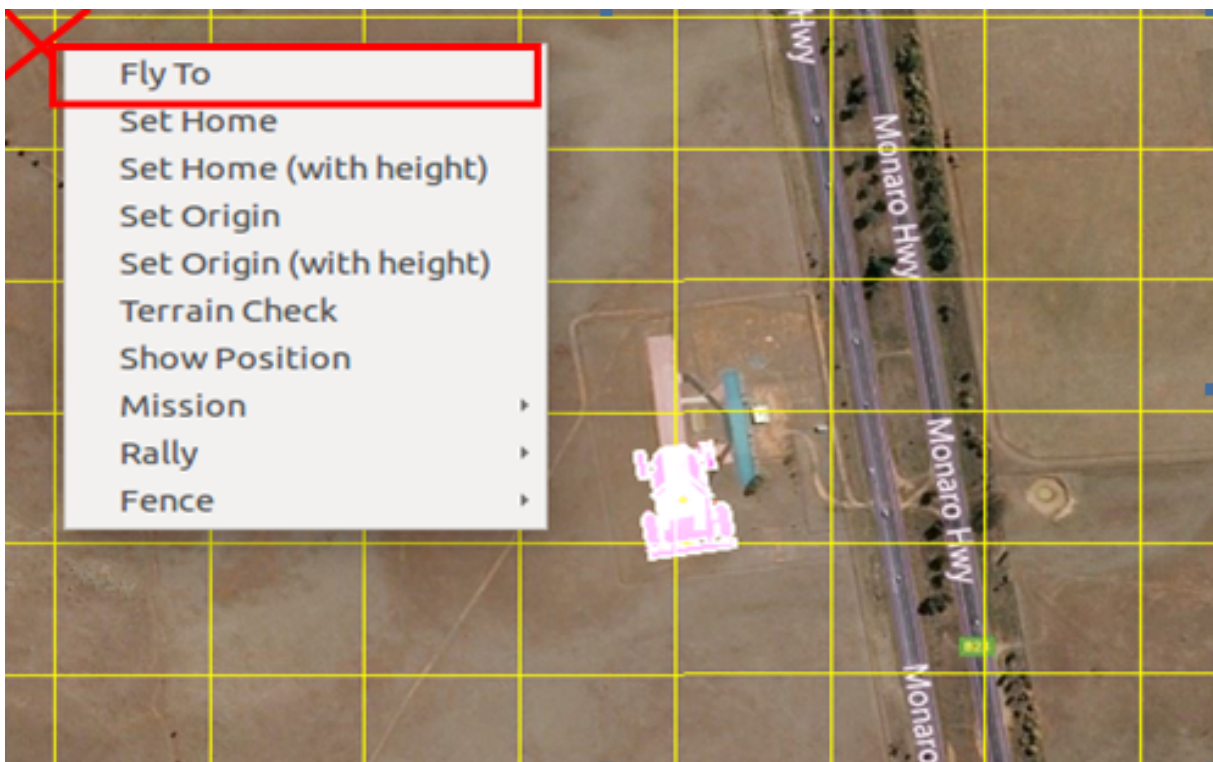 Fly To
Set Home
Set Home (with height)
Set Origin
Set Origin (with height)
Terrain Check
Show Position
Mission
Rally
Fence
Hwy
Monaro Hwy
Monaro Hwy
B23
Monaro